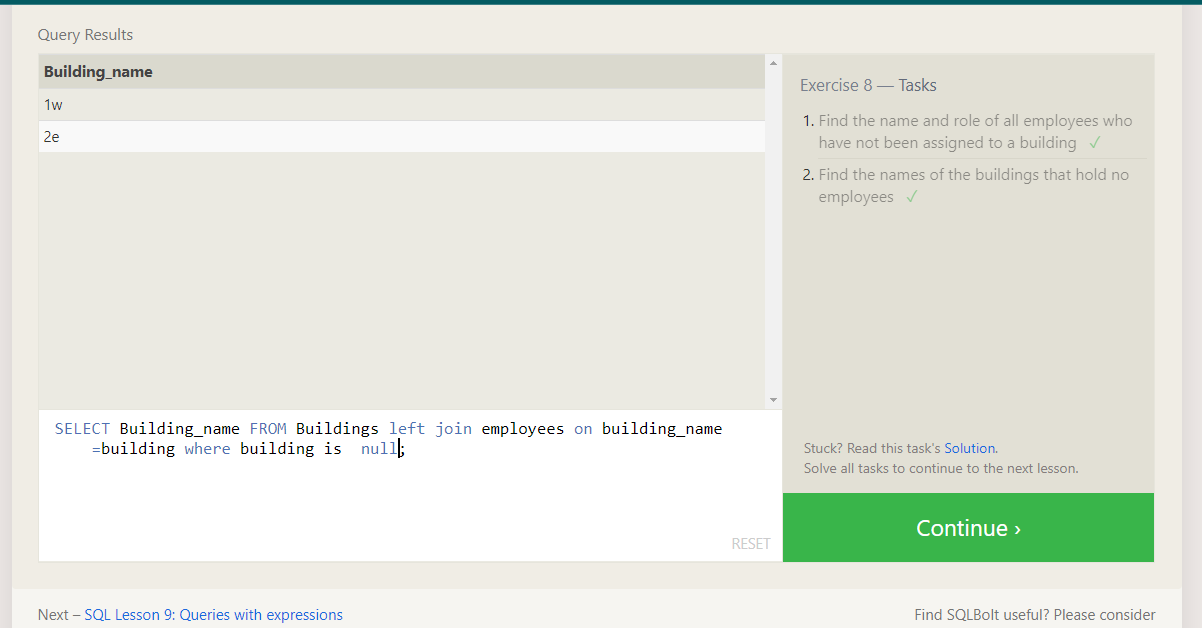 Query Results
Building_name
1w
2e
Exercise 8 — Tasks
1. Find the name and role of all employees who
have not been assigned to a building ✓
2. Find the names of the buildings that hold no
employees ✓
SELECT Building_name FROM Buildings left join employees on building_name
=building where building is  null;
RESET
Stuck? Read this task's Solution.
Solve all tasks to continue to the next lesson.
Continue ›
Next – SQL Lesson 9: Queries with expressions
Find SQLBolt useful? Please consider